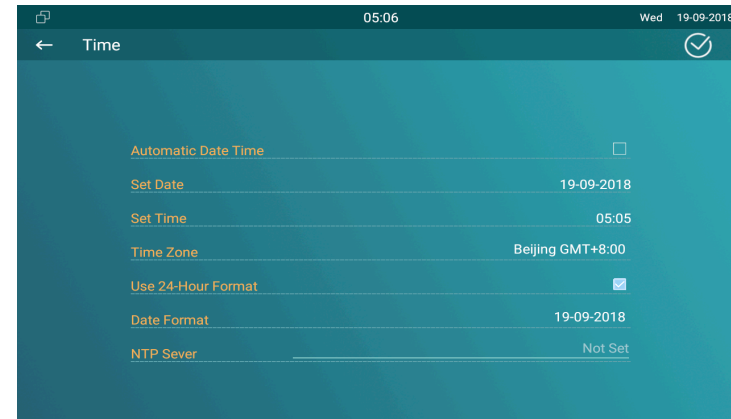 05:06 Wed 19-09-2018
Time
Automatic Date Time
Set Date 19-09-2018
Set Time 05:05
Time Zone Beijing GMT+8:00
Use 24-Hour Format
Date Format 19-09-2018
NTP Sever Not Set